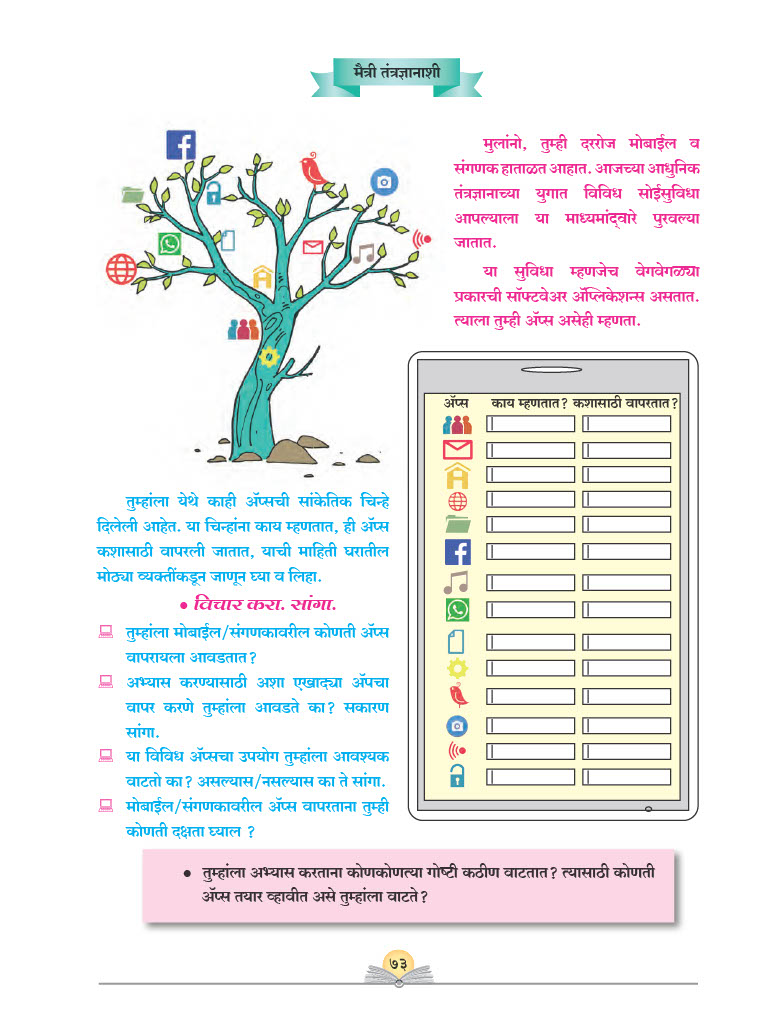 मैत्री तंत्रज्ञानाशी
मुलांनो, तुम्ही दररोज मोबाईल व
संगणक हाताळत आहात. आजच्या आधुनिक
तंत्रज्ञानाच्या युगात विविध सोईसुविधा
आपल्याला या माध्यमांद्वारे पुरवल्या
जातात.
या सुविधा म्हणजेच वेगवेगळ्या
प्रकारची सॉफ्टवेअर ॲप्लिकेशन्स असतात.
त्याला तुम्ही ॲप्स असेही म्हणता.
ॲप्स काय म्हणतात? कशासाठी वापरतात?
तुम्हांला येथे काही ॲप्सची सांकेतिक चिन्हे
दिलेली आहेत. या चिन्हांना काय म्हणतात, ही ॲप्स
कशासाठी वापरली जातात, याची माहिती घरातील
मोठ्या व्यक्तींकडून जाणून घ्या व लिहा.
• विचार करा. सांगा.
तुम्हांला मोबाईल/संगणकावरील कोणती ॲप्स
वापरायला आवडतात?
अभ्यास करण्यासाठी अशा एखाद्या ॲपचा
वापर करणे तुम्हांला आवडते का? सकारण
सांगा.
या विविध ॲप्सचा उपयोग तुम्हांला आवश्यक
वाटतो का? असल्यास/नसल्यास का ते सांगा.
मोबाईल/संगणकावरील ॲप्स वापरताना तुम्ही
कोणती दक्षता घ्याल ?
• तुम्हांला अभ्यास करताना कोणकोणत्या गोष्टी कठीण वाटतात? त्यासाठी कोणती
ॲप्स तयार व्हावीत असे तुम्हांला वाटते?
७३